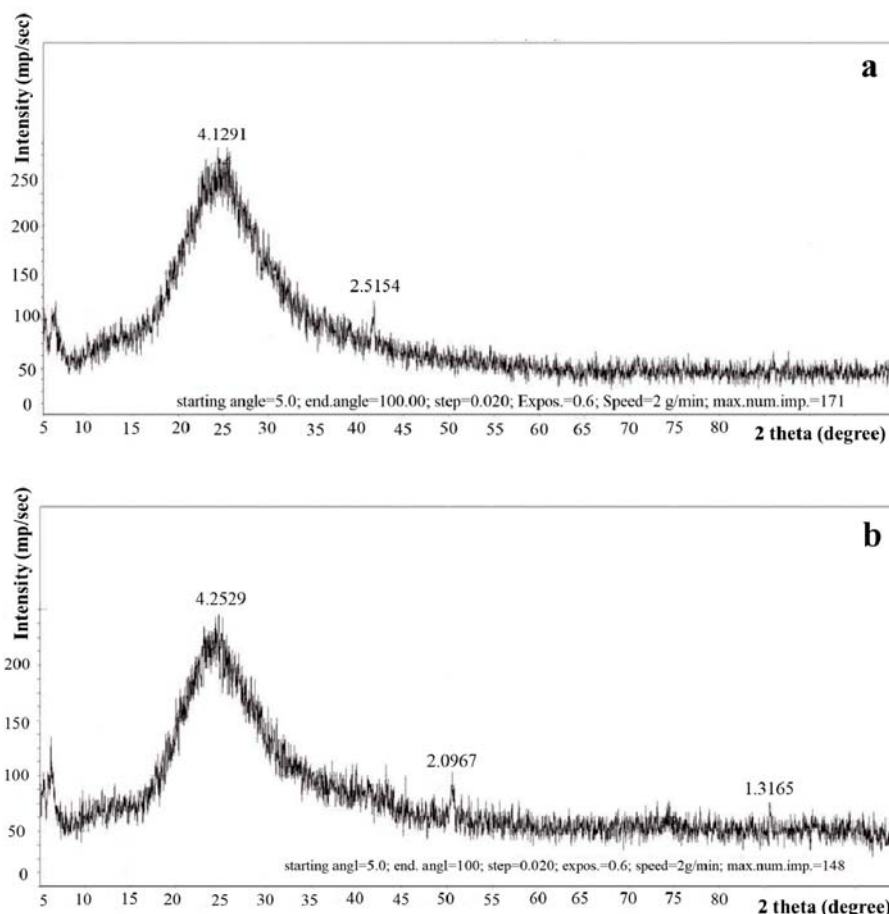 a
Intensity (mp/sec)
4.1291
250
200
150
2.5154
100
50
starting angle=5.0; end.angle=100.00; step=0.020; Expos.=0.6; Speed=2 g/min; max.num.imp.=171
0
5 10 15 20 25 30 35 40 45 50 55 60 65 70 75 80
2 theta (degree)
b
Intensity (mp/sec)
4.2529
200
150
2.0967
100
1.3165
50
starting angl=5.0; end. angl=100; step=0.020; expos.=0.6; speed=2g/min; max.num.imp.=148
0
5 10 15 20 25 30 35 40 45 50 55 60 65 70 75 80
2 theta (degree)